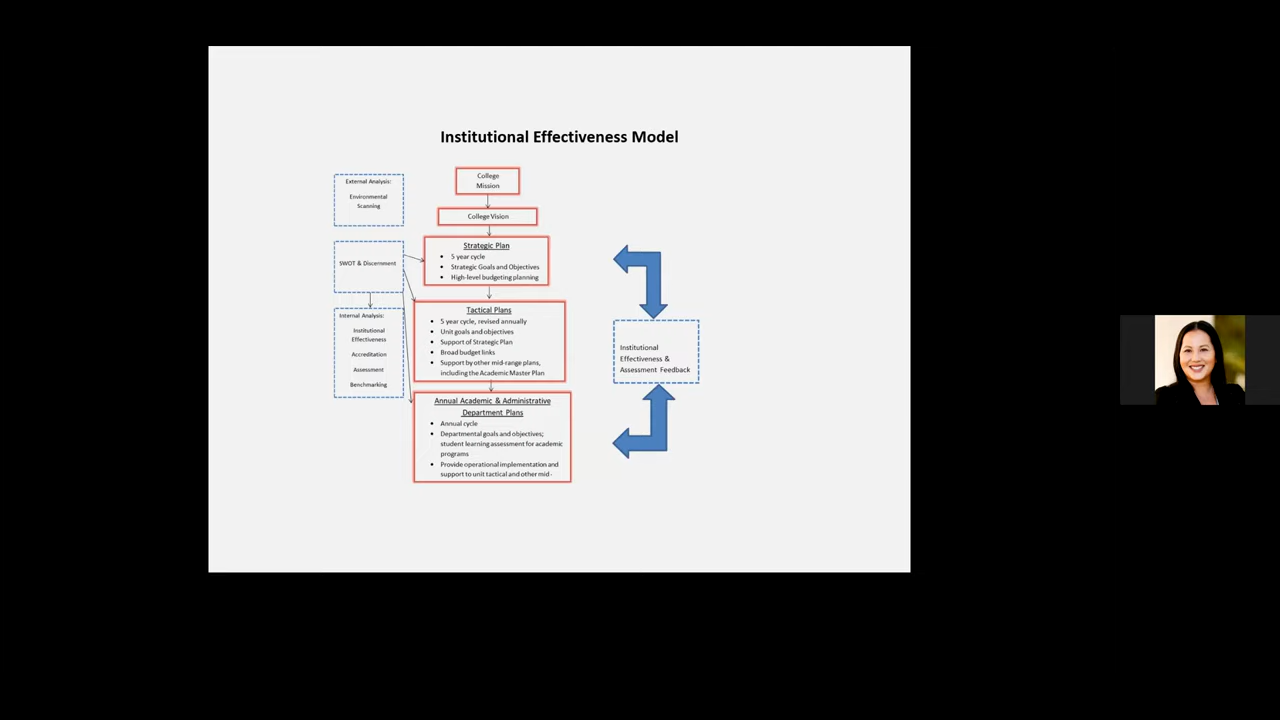 Institutional Effectiveness Model
External Analysis:
Environmental
Scanning
SWOT & Discernment
Internal Analysis:
Institutional
Effectiveness
Accreditation
Assessment
Benchmarking
College
Mission
College Vision
Strategic Plan
• 5 year cycle
• Strategic Goals and Objectives
• High-level budgeting planning
Tactical Plans
• 5 year cycle, revised annually
• Unit goals and objectives
• Support of Strategic Plan
• Broad budget links
• Support by other mid-range plans,
including the Academic Master Plan
Annual Academic & Administrative
Department Plans
• Annual cycle
• Departmental goals and objectives;
student learning assessment for academic
programs
• Provide operational implementation and
support to unit tactical and other mid-
Institutional
Effectiveness &
Assessment Feedback